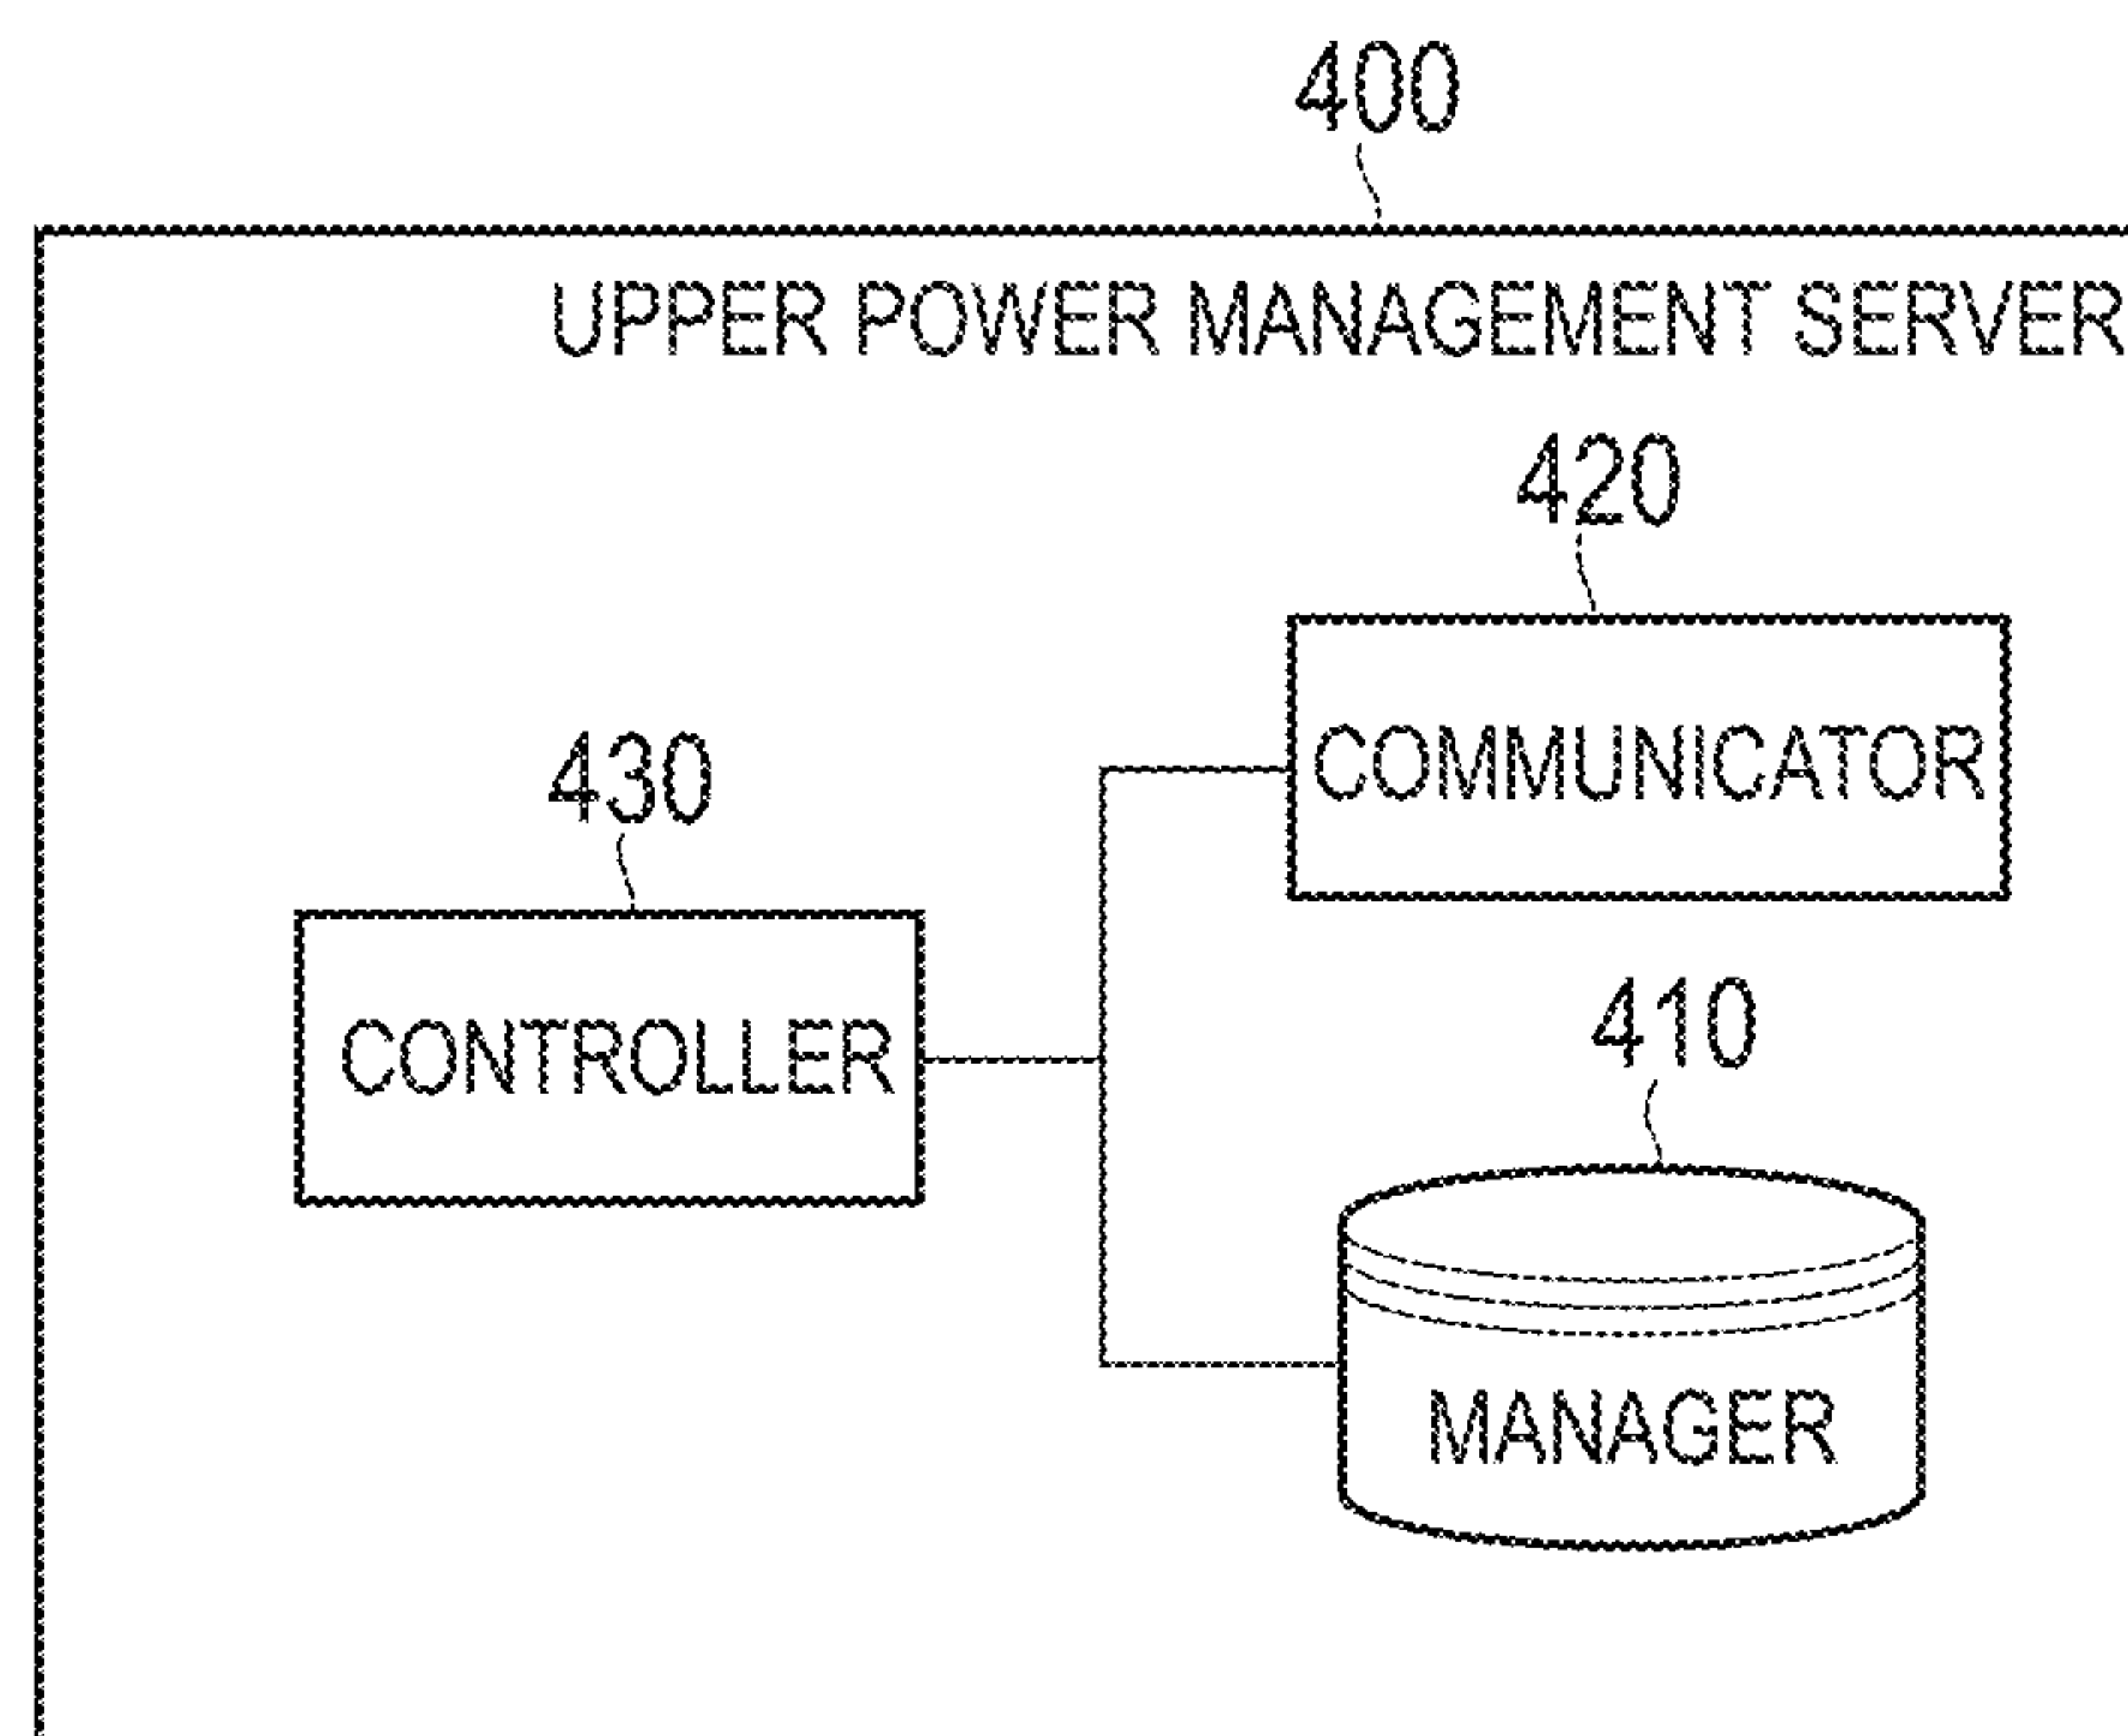 400
UPPER POWER MANAGEMENT SERVER
420
COMMUNICATOR
430
CONTROLLER
410
MANAGER